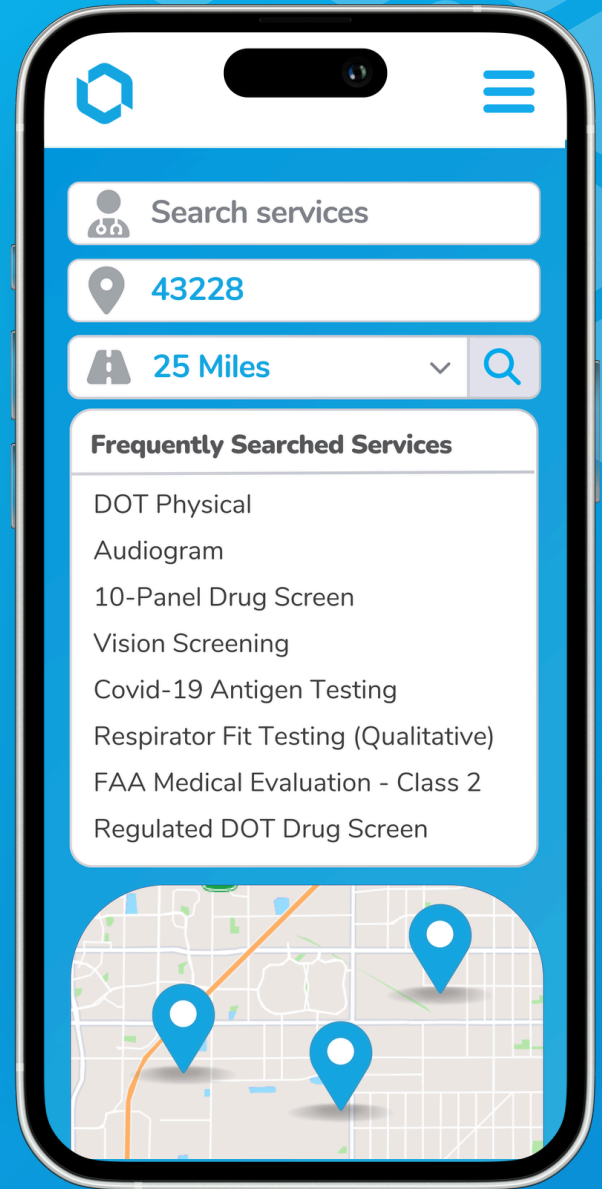 Search services
43228
25 Miles
Frequently Searched Services
DOT Physical
Audiogram
10-Panel Drug Screen
Vision Screening
Covid-19 Antigen Testing
Respirator Fit Testing (Qualitative)
FAA Medical Evaluation - Class 2
Regulated DOT Drug Screen